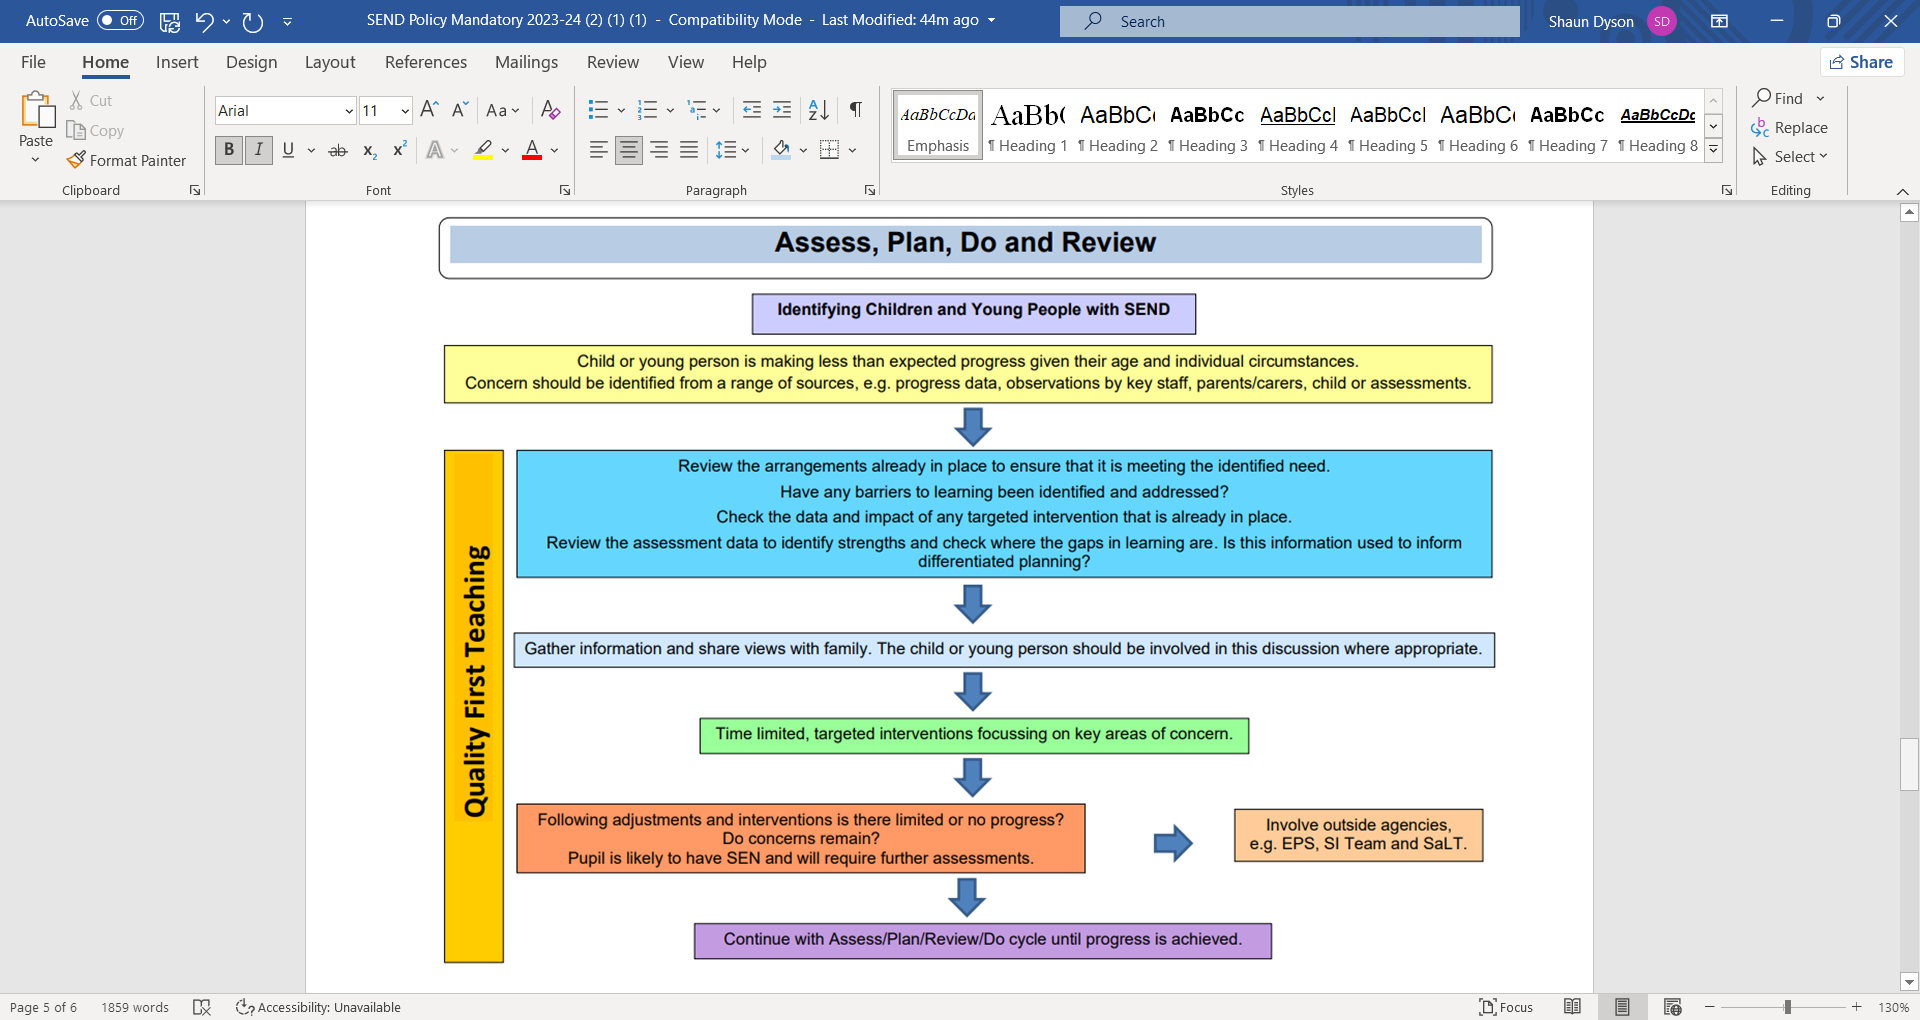 AutoSave Off SEND Policy Mandatory 2023-24 (2) (1) (1) - Compatibility Mode - Last Modified: 44m ago Search Shaun Dyson SD
File Home Insert Design Layout References Mailings Review View Help Share
Paste
Cut
Copy
Format Painter
Clipboard
Arial 11
Font
Paragraph
AaBbCcDd AaBb( AaBbC AaBbCc AaBbCcI AaBbCcI AaBbC AaBbCc AaBbCcDc
Emphasis ¶ Heading 1 ¶ Heading 2 ¶ Heading 3 ¶ Heading 4 ¶ Heading 5 ¶ Heading 6 ¶ Heading 7 ¶ Heading 8
Styles
Find
Replace
Select
Editing
Assess, Plan, Do and Review
Identifying Children and Young People with SEND
Child or young person is making less than expected progress given their age and individual circumstances.
Concern should be identified from a range of sources, e.g. progress data, observations by key staff, parents/carers, child or assessments.
Quality First Teaching
Review the arrangements already in place to ensure that it is meeting the identified need.
Have any barriers to learning been identified and addressed?
Check the data and impact of any targeted intervention that is already in place.
Review the assessment data to identify strengths and check where the gaps in learning are. Is this information used to inform
differentiated planning?
Gather information and share views with family. The child or young person should be involved in this discussion where appropriate.
Time limited, targeted interventions focussing on key areas of concern.
Following adjustments and interventions is there limited or no progress?
Do concerns remain?
Pupil is likely to have SEN and will require further assessments.
Involve outside agencies,
e.g. EPS, SI Team and SaLT.
Continue with Assess/Plan/Review/Do cycle until progress is achieved.
Page 5 of 6 1859 words Accessibility: Unavailable Focus 130%